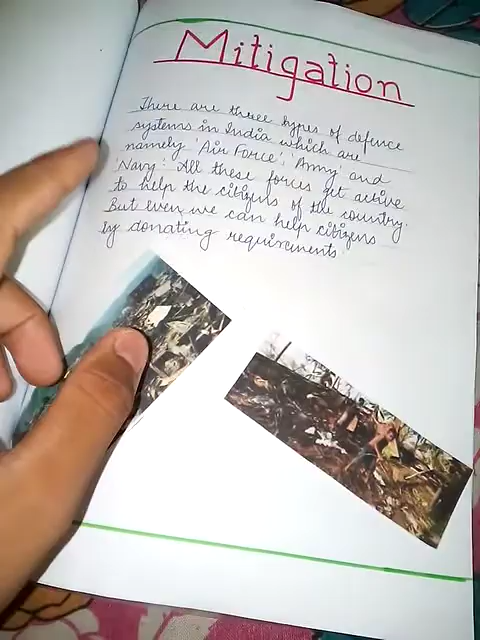 Mitigation
There are three types of defence
systems in India which are
namely 'Air Force', 'Army' and
'Navy'. All these forces get active
to help the citizens of the country.
But even we can help citizens
by donating requirements.